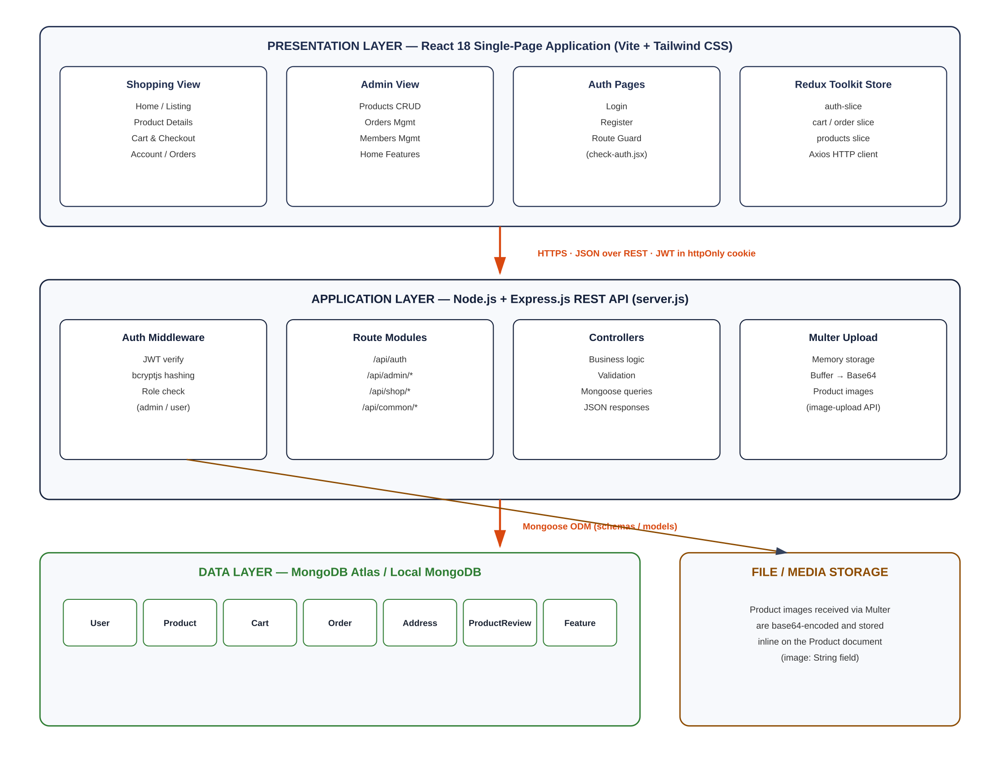 PRESENTATION LAYER — React 18 Single-Page Application (Vite + Tailwind CSS)
Shopping View
Home / Listing
Product Details
Cart & Checkout
Account / Orders
Admin View
Products CRUD
Orders Mgmt
Members Mgmt
Home Features
Auth Pages
Login
Register
Route Guard
(check-auth.jsx)
Redux Toolkit Store
auth-slice
cart / order slice
products slice
Axios HTTP client
HTTPS · JSON over REST · JWT in httpOnly cookie
APPLICATION LAYER — Node.js + Express.js REST API (server.js)
Auth Middleware
JWT verify
bcryptjs hashing
Role check
(admin / user)
Route Modules
/api/auth
/api/admin/*
/api/shop/*
/api/common/*
Controllers
Business logic
Validation
Mongoose queries
JSON responses
Multer Upload
Memory storage
Buffer → Base64
Product images
(image-upload API)
Mongoose ODM (schemas / models)
DATA LAYER — MongoDB Atlas / Local MongoDB
User
Product
Cart
Order
Address
ProductReview
Feature
FILE / MEDIA STORAGE
Product images received via Multer
are base64-encoded and stored
inline on the Product document
(image: String field)